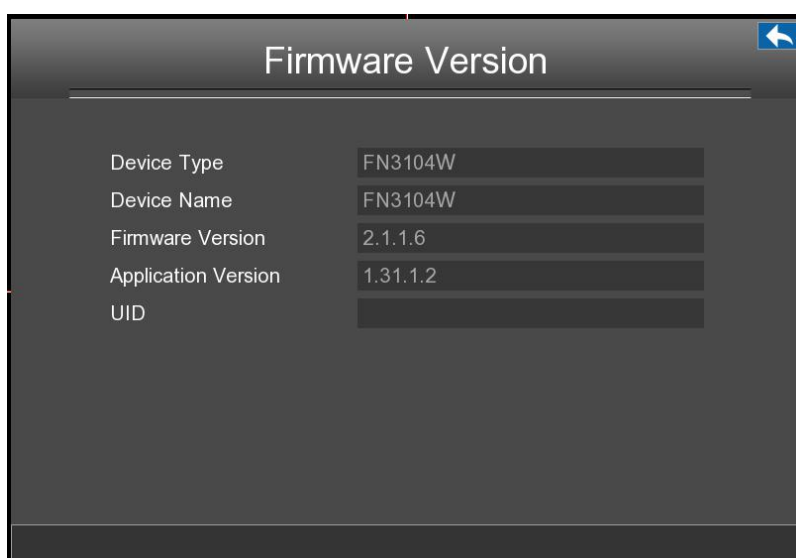 Firmware Version
Device Type FN3104W
Device Name FN3104W
Firmware Version 2.1.1.6
Application Version 1.31.1.2
UID